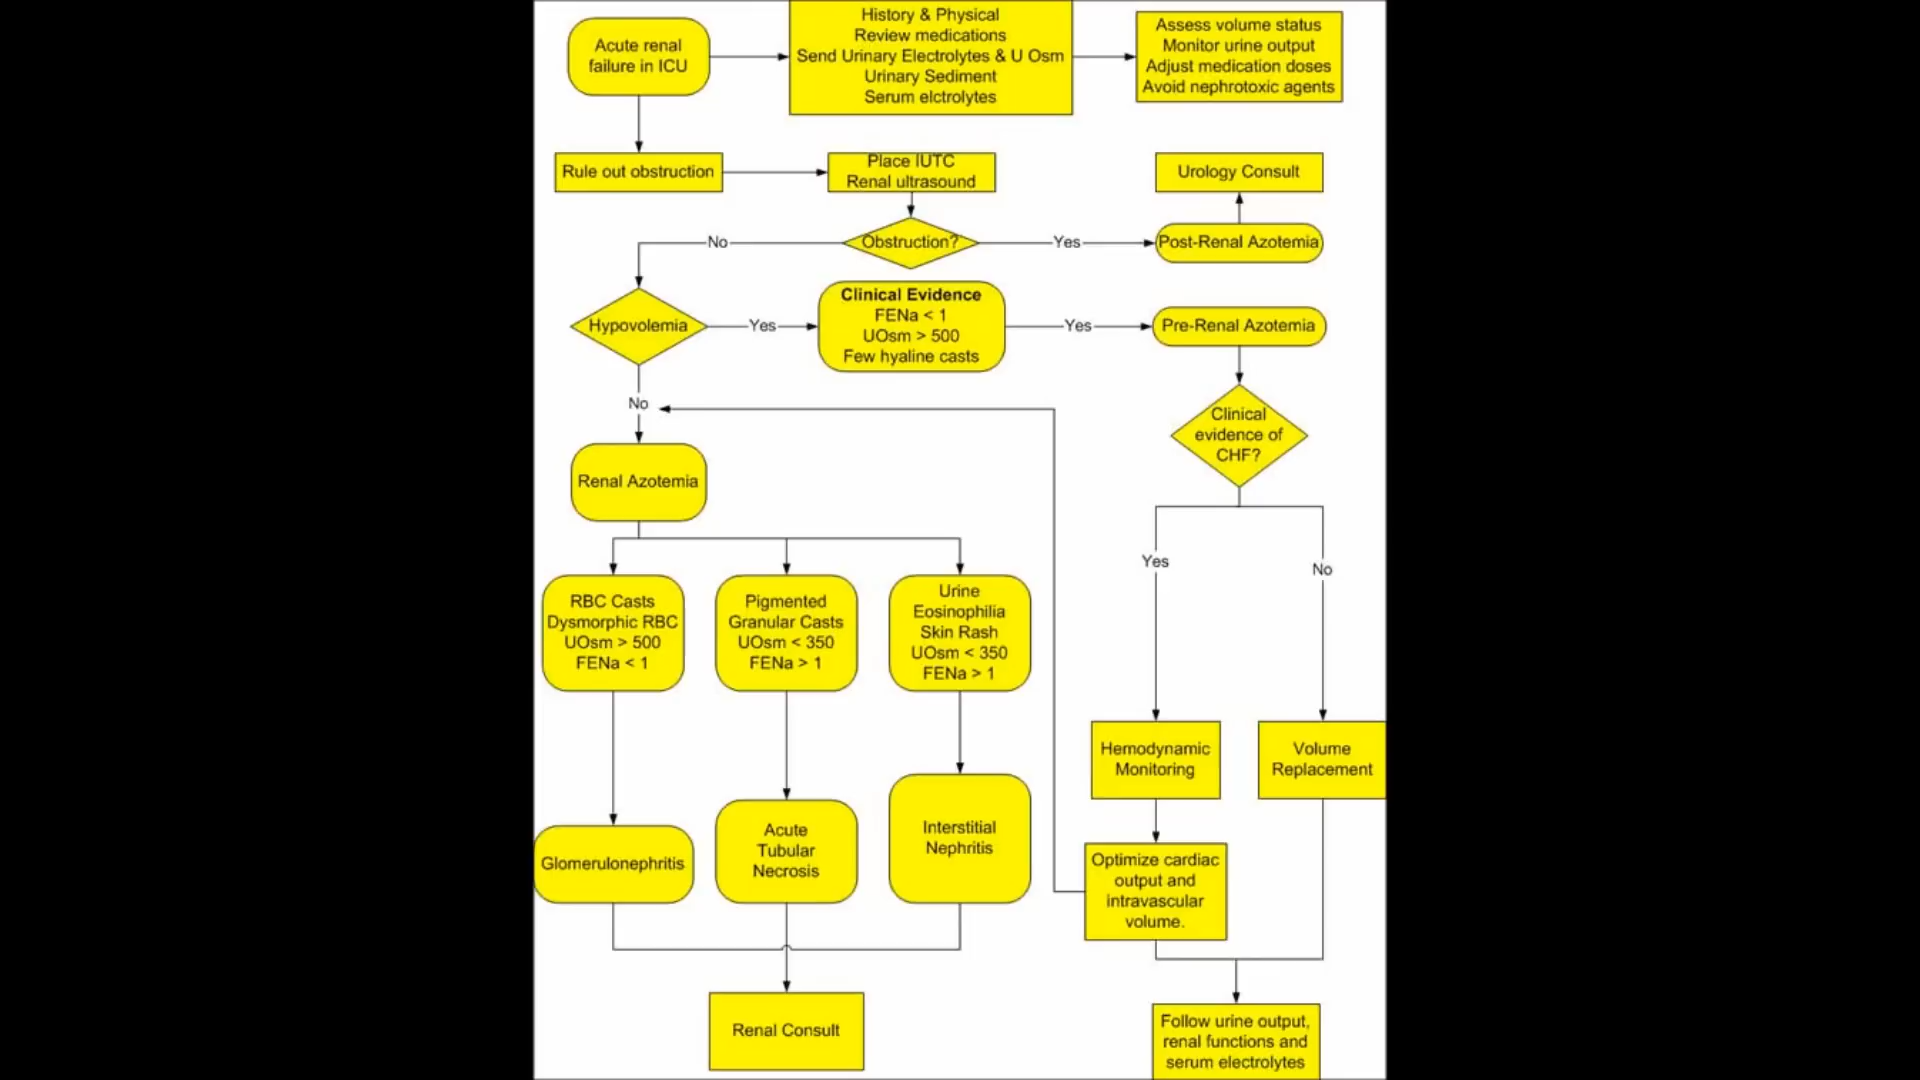 Acute renal
failure in ICU
History & Physical
Review medications
Send Urinary Electrolytes & U Osm
Urinary Sediment
Serum elctrolytes
Assess volume status
Monitor urine output
Adjust medication doses
Avoid nephrotoxic agents
Rule out obstruction
Place IUTC
Renal ultrasound
Urology Consult
No
Obstruction?
Yes
Post-Renal Azotemia
Hypovolemia
Yes
Clinical Evidence
FENa < 1
UOsm > 500
Few hyaline casts
Yes
Pre-Renal Azotemia
No
Clinical
evidence of
CHF?
Renal Azotemia
Yes
No
RBC Casts
Dysmorphic RBC
UOsm > 500
FENa < 1
Pigmented
Granular Casts
UOsm < 350
FENa > 1
Urine
Eosinophilia
Skin Rash
UOsm < 350
FENa > 1
Hemodynamic
Monitoring
Volume
Replacement
Glomerulonephritis
Acute
Tubular
Necrosis
Interstitial
Nephritis
Optimize cardiac
output and
intravascular
volume.
Renal Consult
Follow urine output,
renal functions and
serum electrolytes